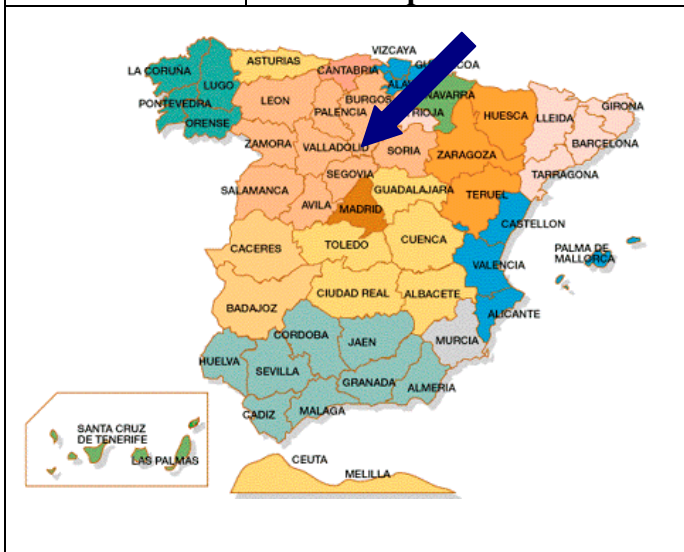 VIZCAYA
ASTURIAS
CANTABRIA
LA CORUÑA
LUGO
LEON
BURGOS
NAVARRA
PALENCIA
RIOJA
HUESCA
LLEIDA
GIRONA
PONTEVEDRA
ORENSE
ZAMORA
VALLADOLID
SORIA
ZARAGOZA
BARCELONA
SEGOVIA
TARRAGONA
SALAMANCA
AVILA
MADRID
GUADALAJARA
TERUEL
CASTELLON
CACERES
TOLEDO
CUENCA
VALENCIA
PALMA DE
MALLORCA
BADAJOZ
CIUDAD REAL
ALBACETE
ALICANTE
CORDOBA
JAEN
MURCIA
HUELVA
SEVILLA
GRANADA
ALMERIA
CADIZ
MALAGA
SANTA CRUZ
DE TENERIFE
LAS PALMAS
CEUTA
MELILLA